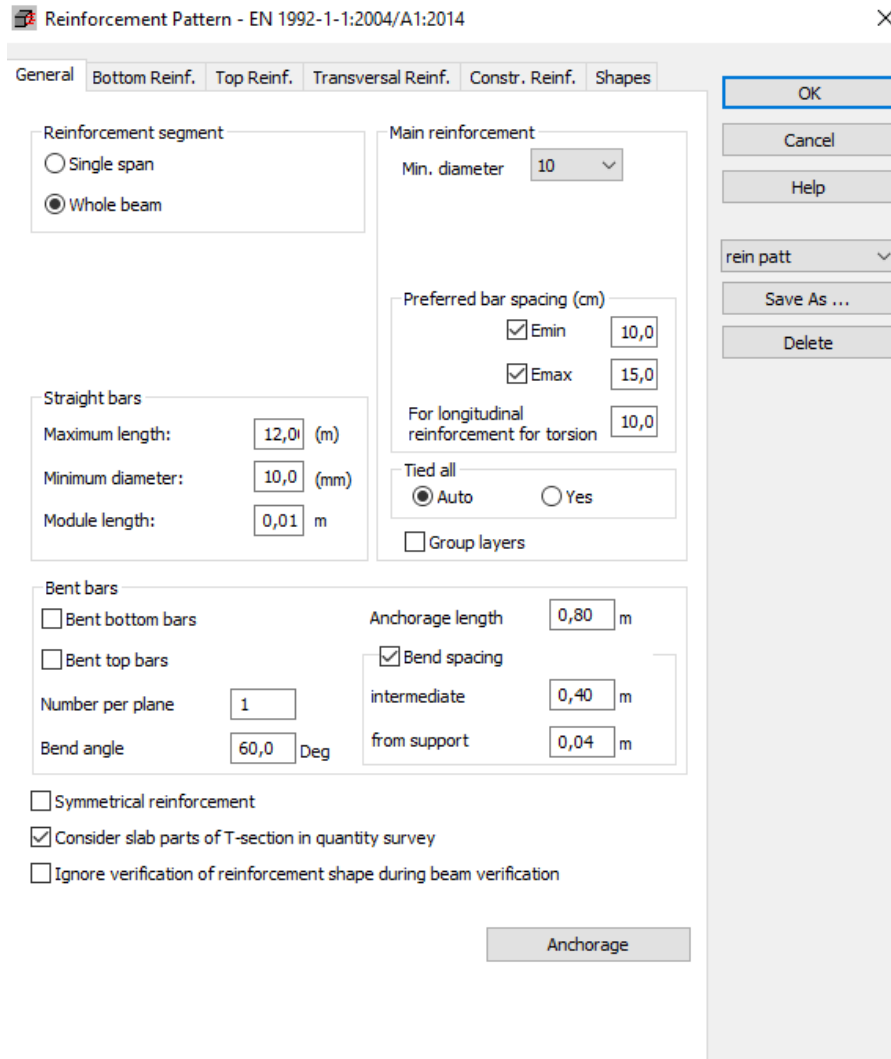 Reinforcement Pattern - EN 1992-1-1:2004/A1:2014
General
Bottom Reinf.
Top Reinf.
Transversal Reinf.
Constr. Reinf.
Shapes
Reinforcement segment
Single span
Whole beam
Main reinforcement
Min. diameter 10
Preferred bar spacing (cm)
Emin 10,0
Emax 15,0
For longitudinal
reinforcement for torsion 10,0
Straight bars
Maximum length: 12,0 (m)
Minimum diameter: 10,0 (mm)
Module length: 0,01 m
Tied all
Auto
Yes
Group layers
Bent bars
Bent bottom bars
Bent top bars
Number per plane 1
Bend angle 60,0 Deg
Anchorage length 0,80 m
Bend spacing
intermediate 0,40 m
from support 0,04 m
Symmetrical reinforcement
Consider slab parts of T-section in quantity survey
Ignore verification of reinforcement shape during beam verification
Anchorage
OK
Cancel
Help
rein patt
Save As ...
Delete